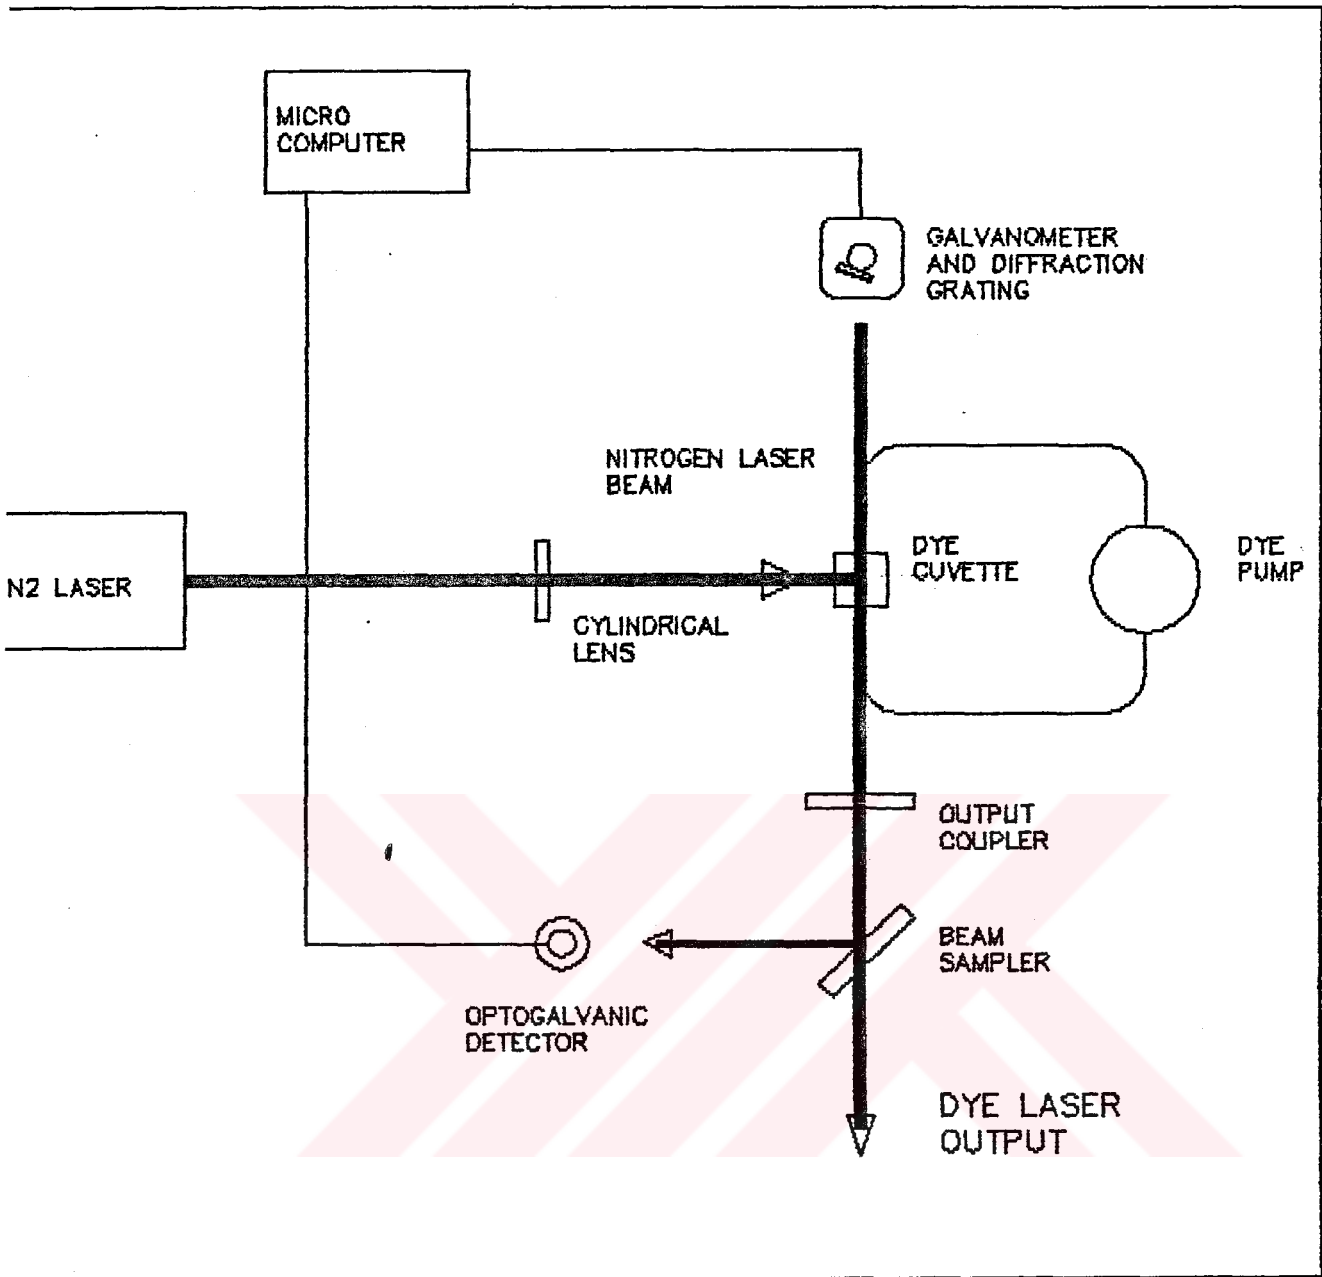 MICRO
COMPUTER
GALVANOMETER
AND DIFFRACTION
GRATING
NITROGEN LASER
BEAM
DYE
CUVETTE
DYE
PUMP
N2 LASER
CYLINDRICAL
LENS
OUTPUT
COUPLER
BEAM
SAMPLER
OPTOGALVANIC
DETECTOR
DYE LASER
OUTPUT